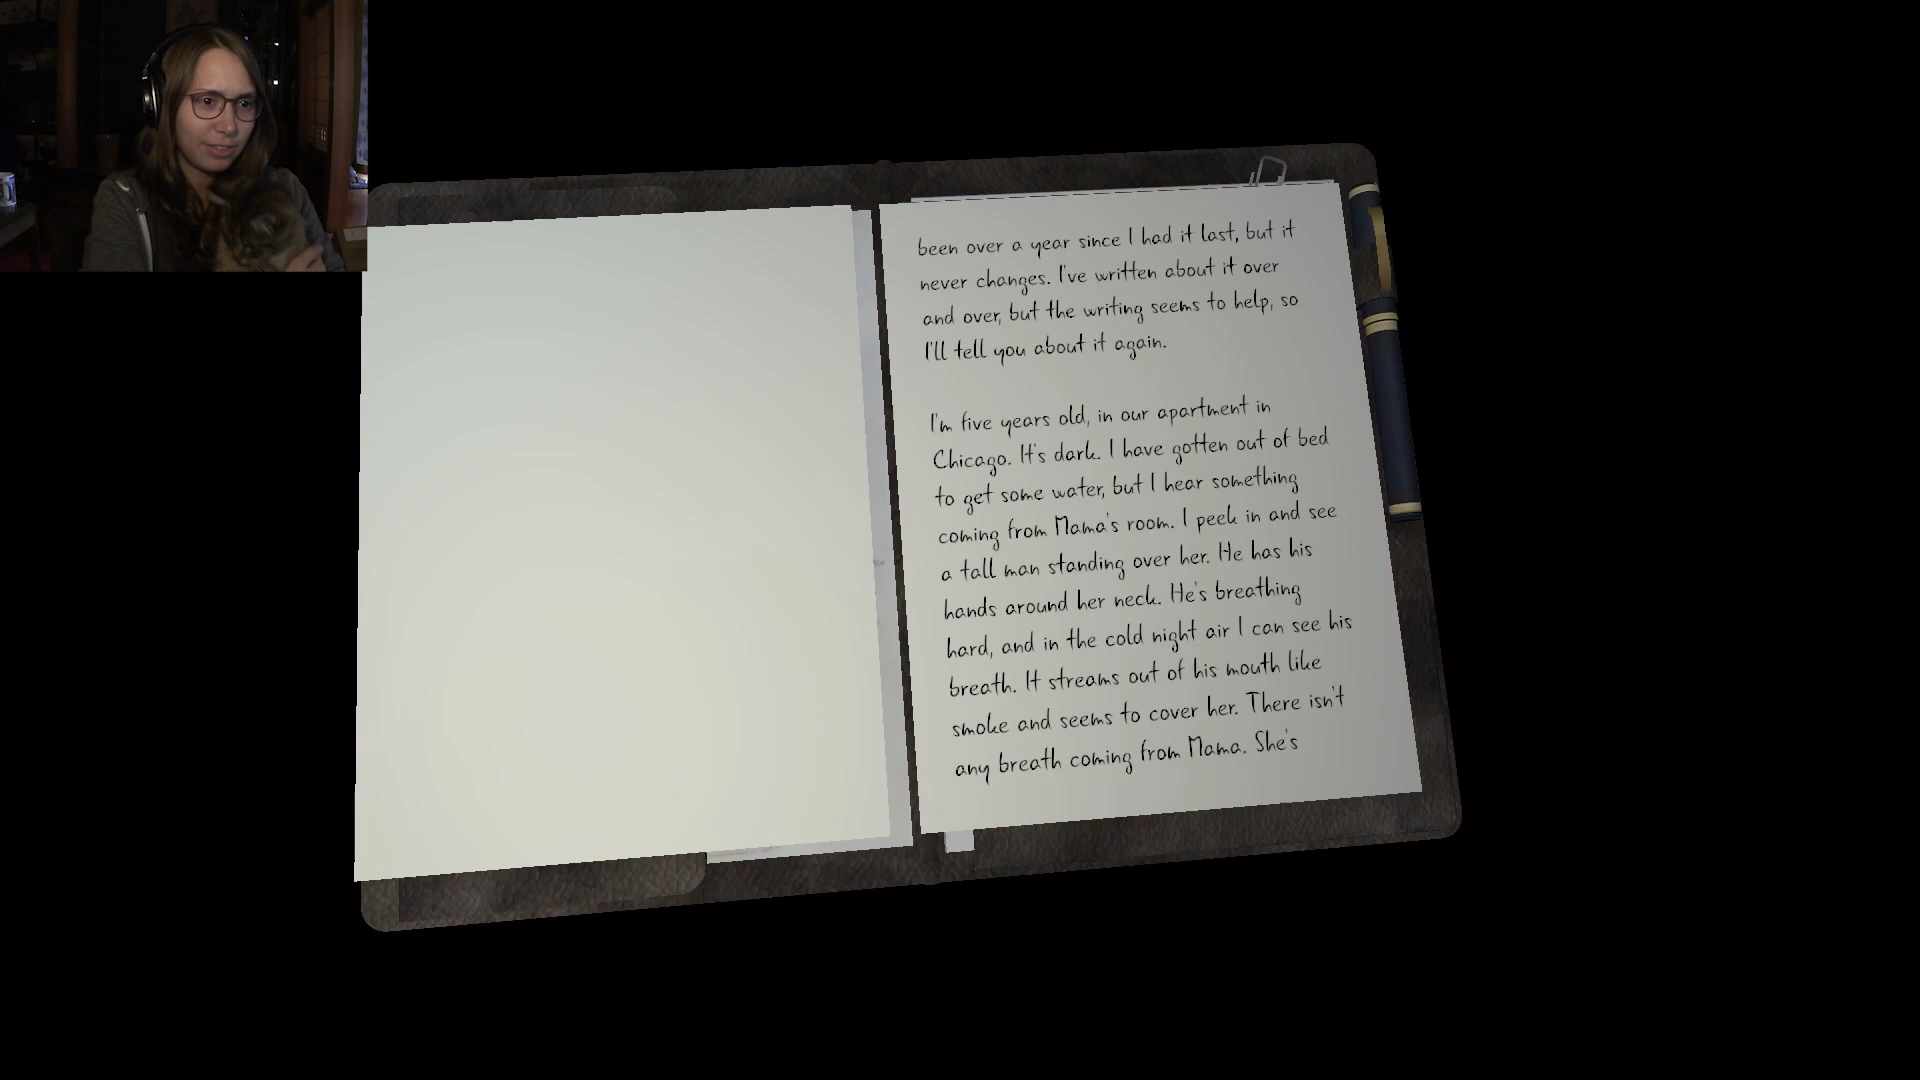 been over a year since I had it last, but it
never changes. I've written about it over
and over, but the writing seems to help, so
I'll tell you about it again.
I'm five years old, in our apartment in
Chicago. It's dark. I have gotten out of bed
to get some water, but I hear something
coming from Mama's room. I peek in and see
a tall man standing over her. He has his
hands around her neck. He's breathing
hard, and in the cold night air I can see his
breath. It streams out of his mouth like
smoke and seems to cover her. There isn't
any breath coming from Mama. She's